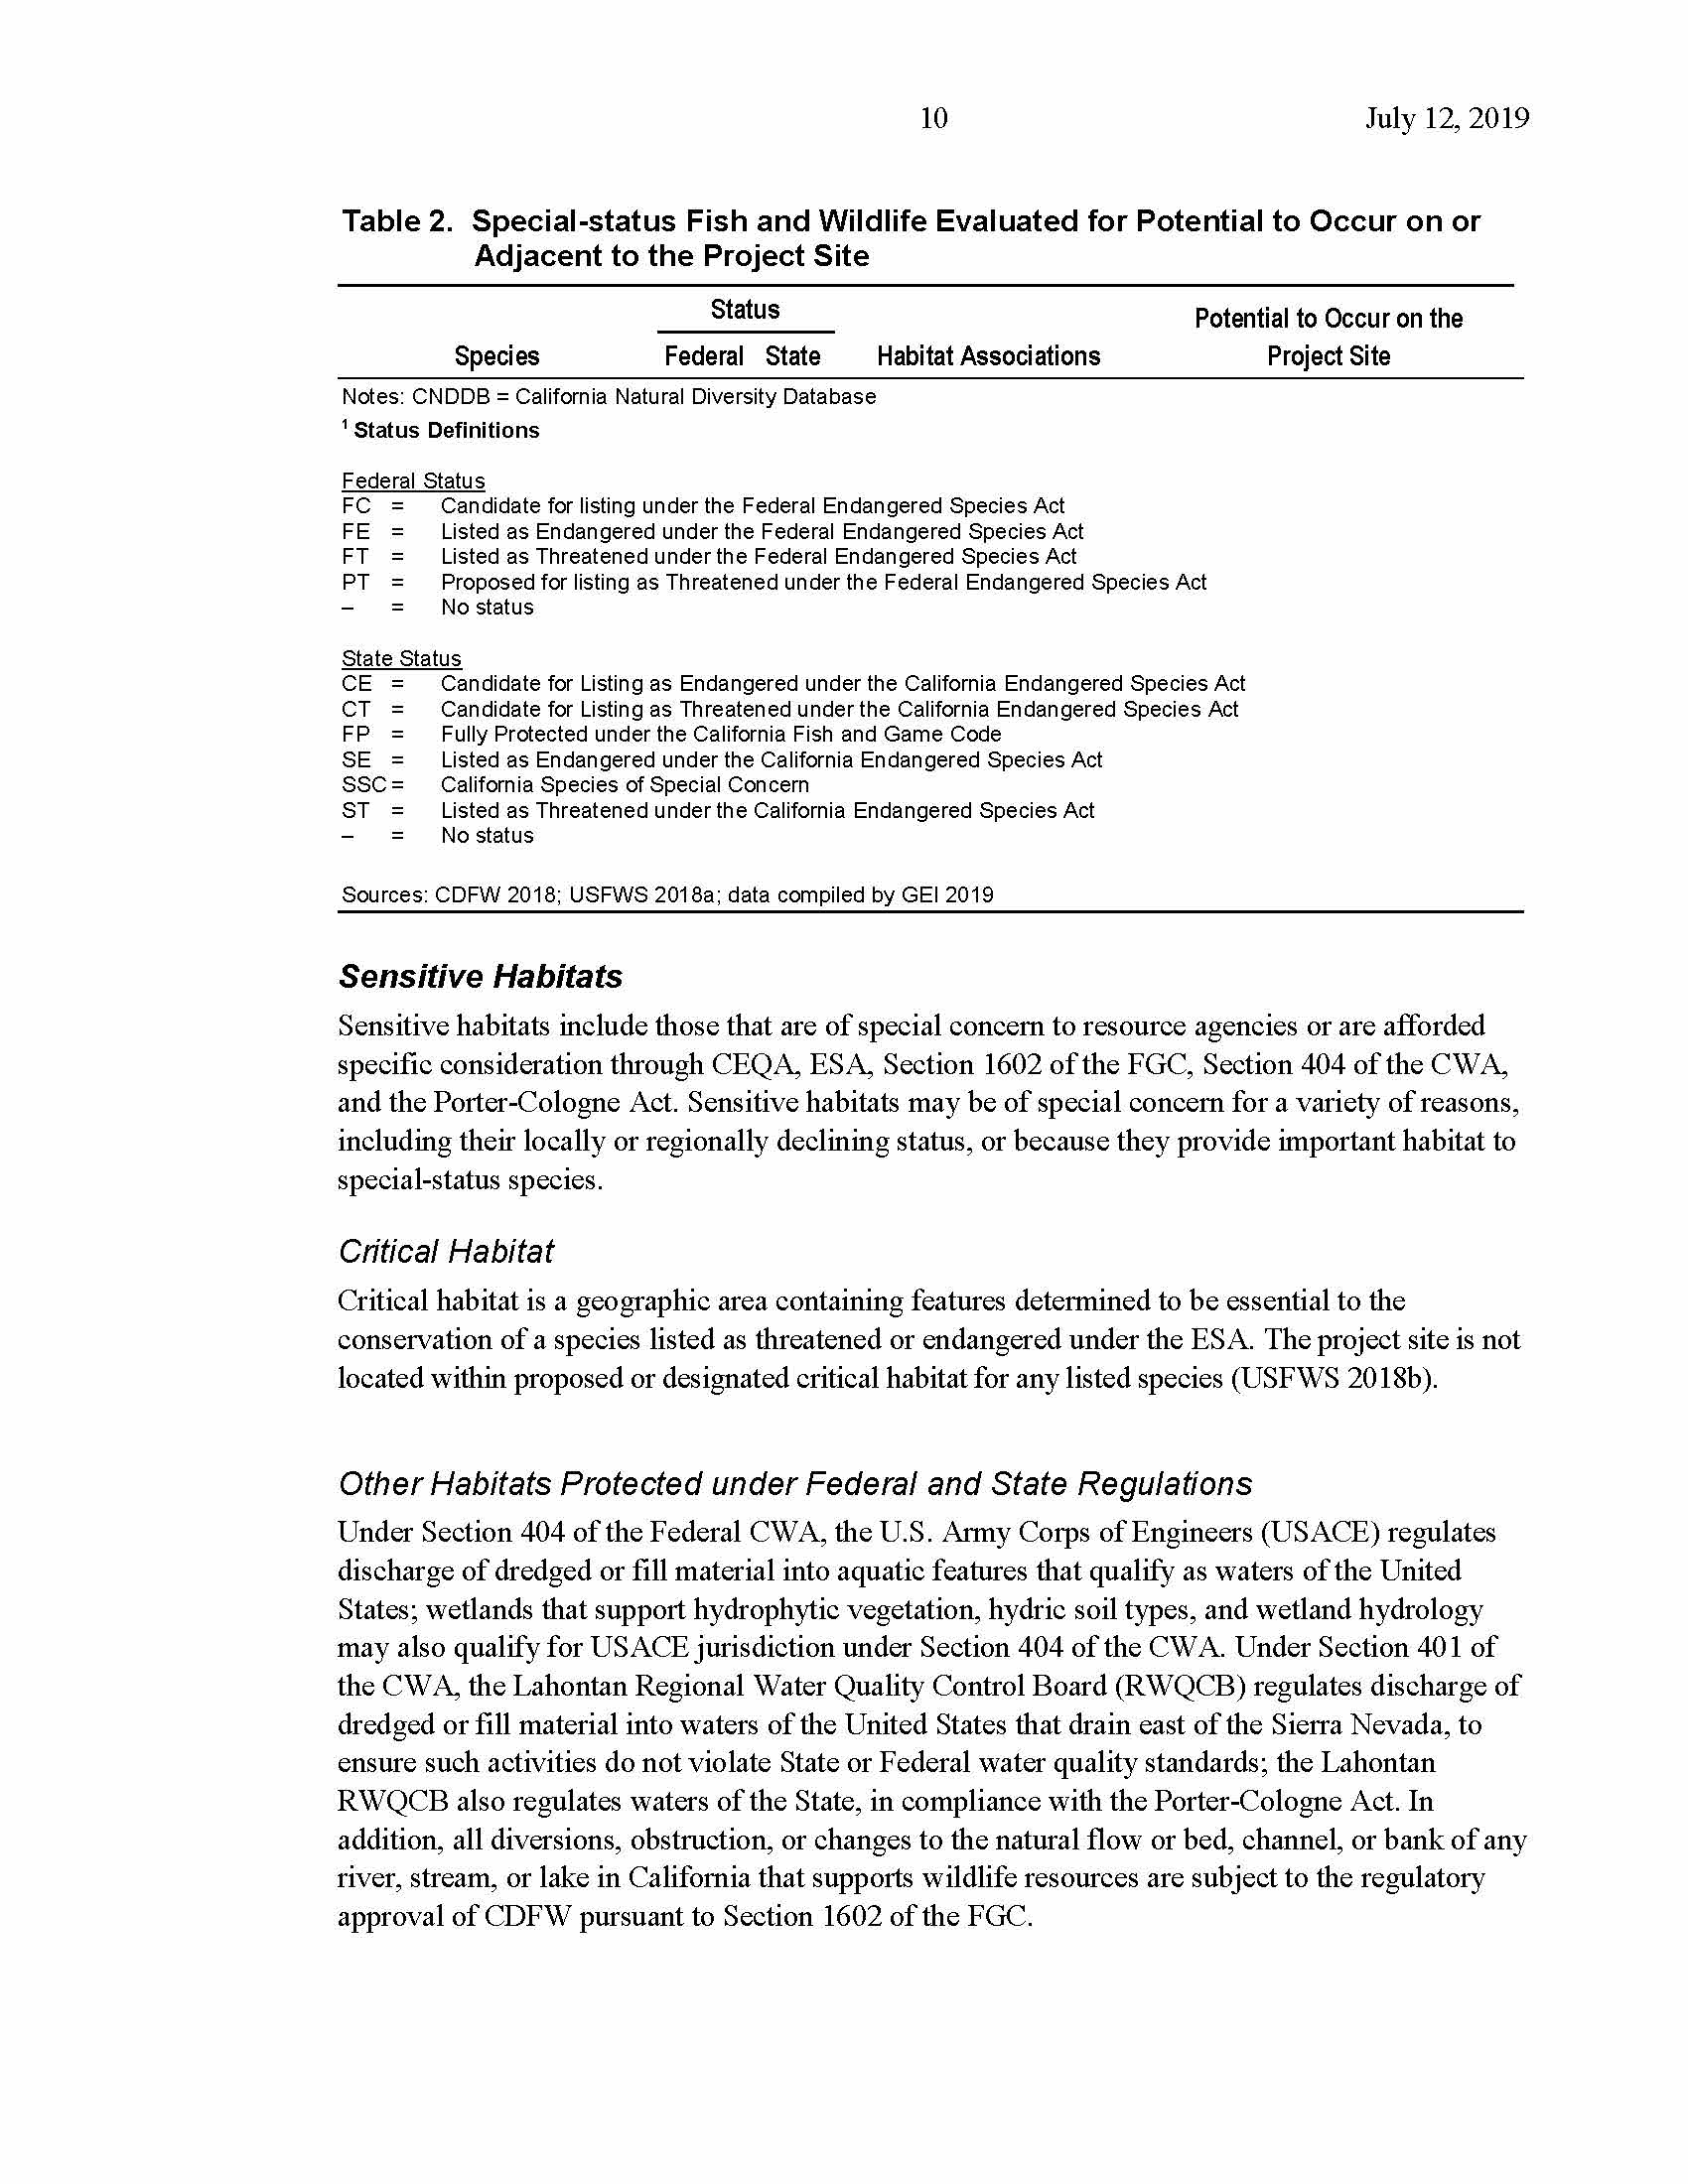 10 July 12, 2019
Table 2. Special-status Fish and Wildlife Evaluated for Potential to Occur on or
Adjacent to the Project Site
Status
Potential to Occur on the
Species Federal State Habitat Associations Project Site
Notes: CNDDB = California Natural Diversity Database
1 Status Definitions
Federal Status
FC = Candidate for listing under the Federal Endangered Species Act
FE = Listed as Endangered under the Federal Endangered Species Act
FT = Listed as Threatened under the Federal Endangered Species Act
PT = Proposed for listing as Threatened under the Federal Endangered Species Act
– = No status
State Status
CE = Candidate for Listing as Endangered under the California Endangered Species Act
CT = Candidate for Listing as Threatened under the California Endangered Species Act
FP = Fully Protected under the California Fish and Game Code
SE = Listed as Endangered under the California Endangered Species Act
SSC = California Species of Special Concern
ST = Listed as Threatened under the California Endangered Species Act
– = No status
Sources: CDFW 2018; USFWS 2018a; data compiled by GEI 2019
Sensitive Habitats
Sensitive habitats include those that are of special concern to resource agencies or are afforded
specific consideration through CEQA, ESA, Section 1602 of the FGC, Section 404 of the CWA,
and the Porter-Cologne Act. Sensitive habitats may be of special concern for a variety of reasons,
including their locally or regionally declining status, or because they provide important habitat to
special-status species.
Critical Habitat
Critical habitat is a geographic area containing features determined to be essential to the
conservation of a species listed as threatened or endangered under the ESA. The project site is not
located within proposed or designated critical habitat for any listed species (USFWS 2018b).
Other Habitats Protected under Federal and State Regulations
Under Section 404 of the Federal CWA, the U.S. Army Corps of Engineers (USACE) regulates
discharge of dredged or fill material into aquatic features that qualify as waters of the United
States; wetlands that support hydrophytic vegetation, hydric soil types, and wetland hydrology
may also qualify for USACE jurisdiction under Section 404 of the CWA. Under Section 401 of
the CWA, the Lahontan Regional Water Quality Control Board (RWQCB) regulates discharge of
dredged or fill material into waters of the United States that drain east of the Sierra Nevada, to
ensure such activities do not violate State or Federal water quality standards; the Lahontan
RWQCB also regulates waters of the State, in compliance with the Porter-Cologne Act. In
addition, all diversions, obstruction, or changes to the natural flow or bed, channel, or bank of any
river, stream, or lake in California that supports wildlife resources are subject to the regulatory
approval of CDFW pursuant to Section 1602 of the FGC.